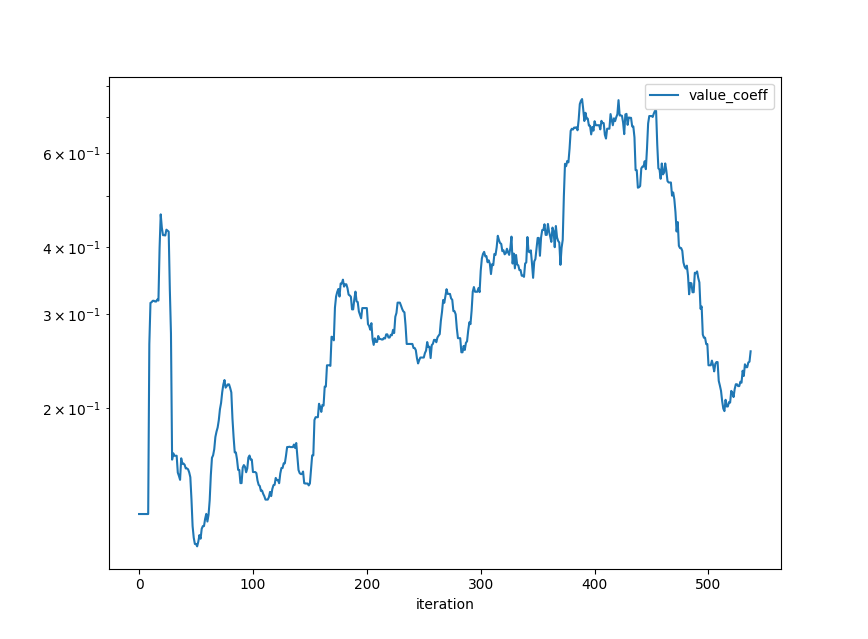 value_coeff
6 × 10⁻¹
4 × 10⁻¹
3 × 10⁻¹
2 × 10⁻¹
0 100 200 300 400 500
iteration